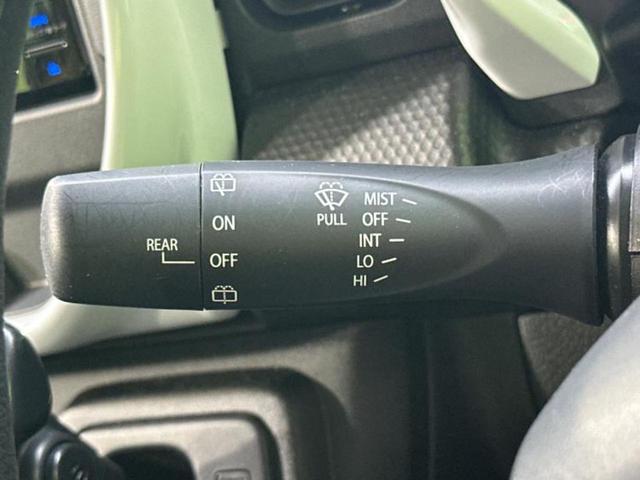 REAR
ON
OFF
PULL
MIST
OFF
INT
LO
HI